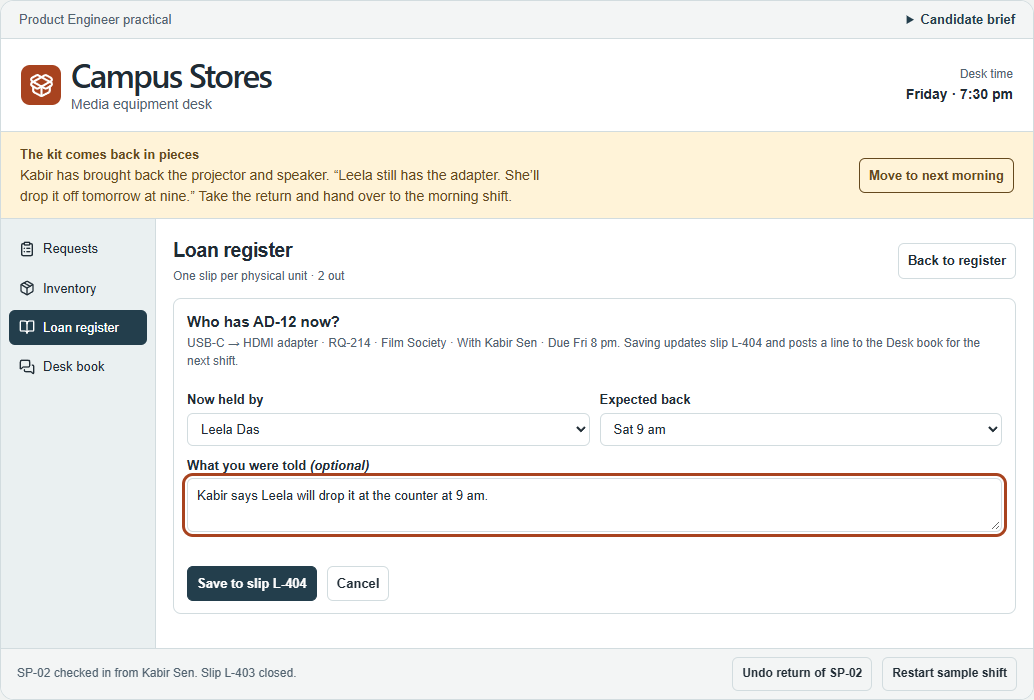 Product Engineer practical
▶ Candidate brief
Campus Stores
Media equipment desk
Desk time
Friday · 7:30 pm
The kit comes back in pieces
Kabir has brought back the projector and speaker. “Leela still has the adapter. She’ll
drop it off tomorrow at nine.” Take the return and hand over to the morning shift.
Move to next morning
Requests
Inventory
Loan register
Desk book
Loan register
One slip per physical unit · 2 out
Back to register
Who has AD-12 now?
USB-C → HDMI adapter · RQ-214 · Film Society · With Kabir Sen · Due Fri 8 pm. Saving updates slip L-404 and posts a line to the Desk book for the
next shift.
Now held by
Expected back
Leela Das
Sat 9 am
What you were told (optional)
Kabir says Leela will drop it at the counter at 9 am.
Save to slip L-404
Cancel
SP-02 checked in from Kabir Sen. Slip L-403 closed.
Undo return of SP-02
Restart sample shift